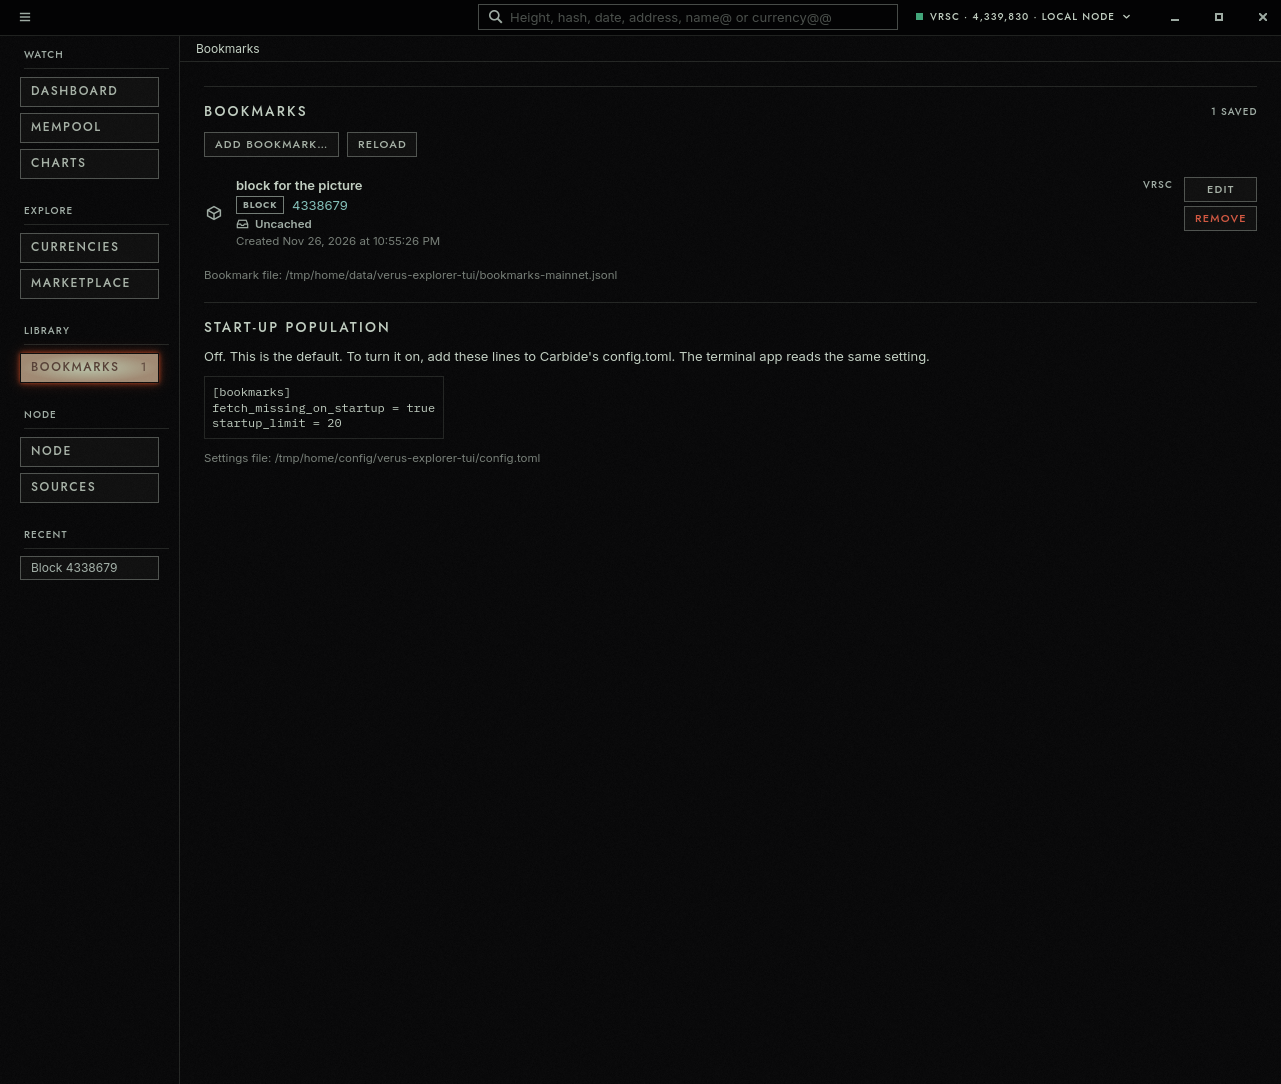 Height, hash, date, address, name@ or currency@@
VRSC · 4,339,830 · LOCAL NODE
WATCH
DASHBOARD
MEMPOOL
CHARTS
EXPLORE
CURRENCIES
MARKETPLACE
LIBRARY
BOOKMARKS 1
NODE
NODE
SOURCES
RECENT
Block 4338679
Bookmarks
BOOKMARKS
1 SAVED
ADD BOOKMARK... RELOAD
block for the picture
VRSC
EDIT
BLOCK 4338679
REMOVE
Uncached
Created Nov 26, 2026 at 10:55:26 PM
Bookmark file: /tmp/home/data/verus-explorer-tui/bookmarks-mainnet.jsonl
START-UP POPULATION
Off. This is the default. To turn it on, add these lines to Carbide's config.toml. The terminal app reads the same setting.
[bookmarks]
fetch_missing_on_startup = true
startup_limit = 20
Settings file: /tmp/home/config/verus-explorer-tui/config.toml